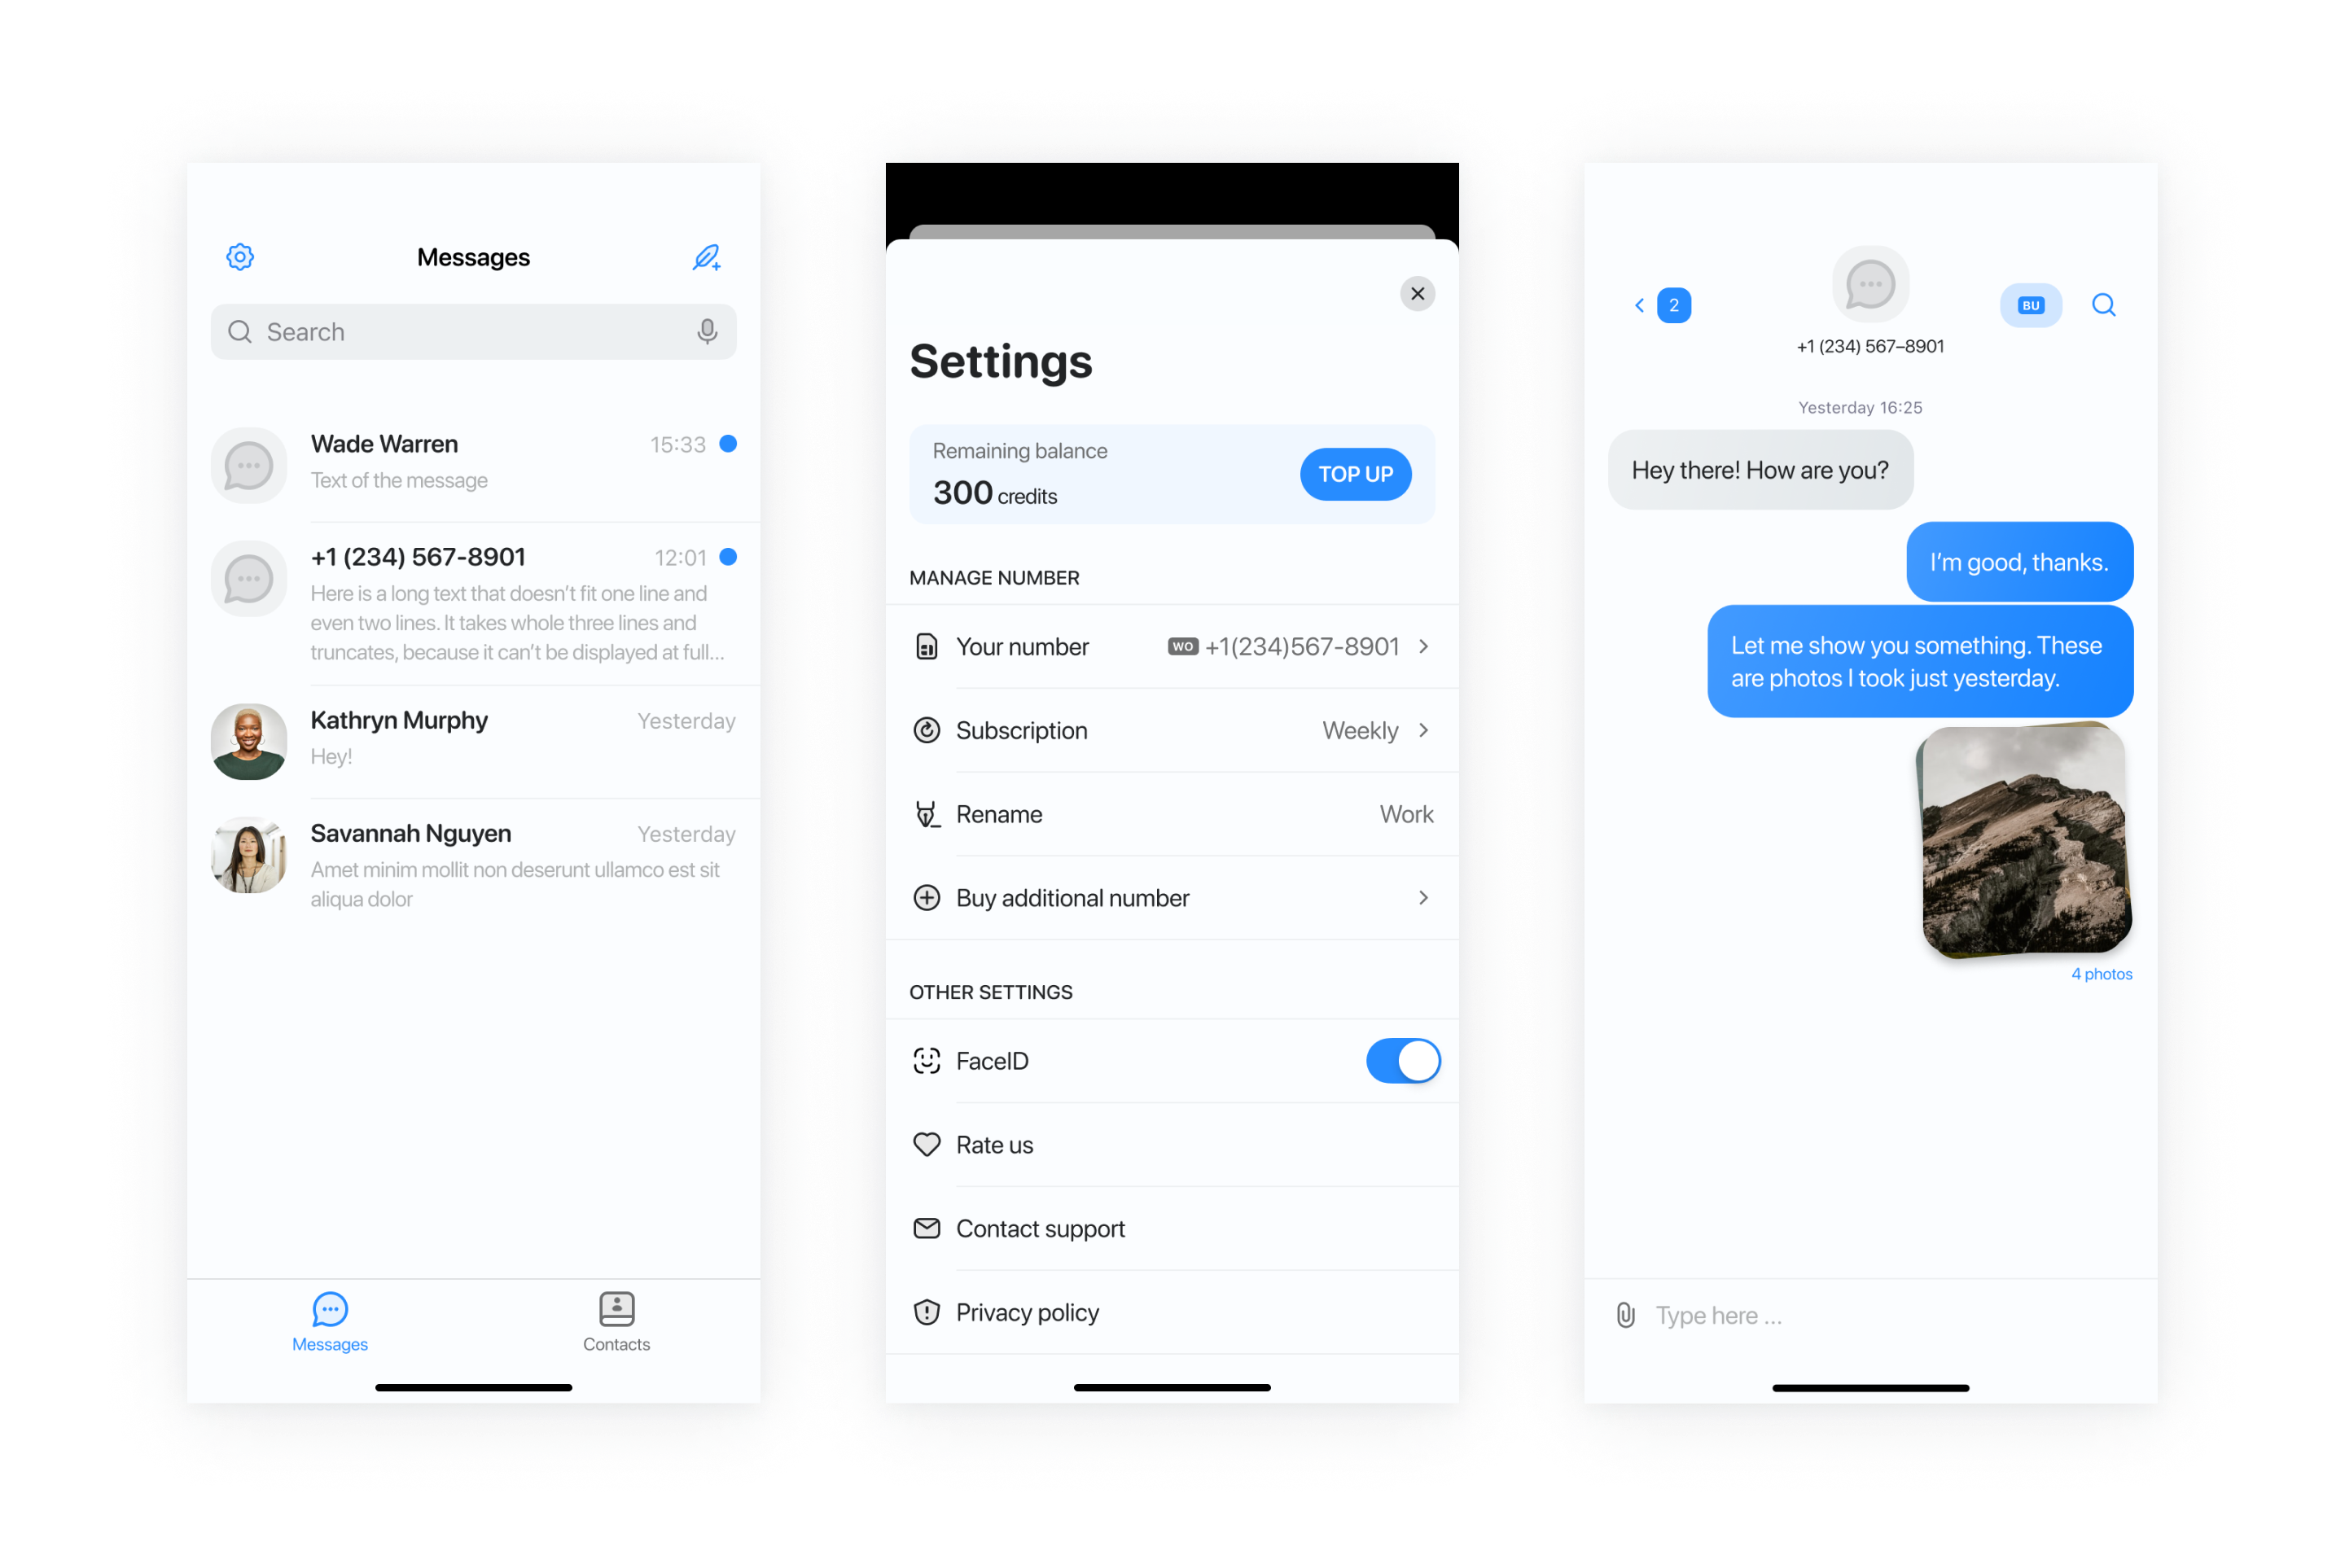 Messages
Search
Wade Warren
15:33
Text of the message
+1 (234) 567-8901
12:01
Here is a long text that doesn’t fit one line and
even two lines. It takes whole three lines and
truncates, because it can’t be displayed at full...
Kathryn Murphy
Yesterday
Hey!
Savannah Nguyen
Yesterday
Amet minim mollit non deserunt ullamco est sit
aliqua dolor
Messages
Contacts
Settings
Remaining balance
300 credits
TOP UP
MANAGE NUMBER
Your number
WO +1(234)567-8901
Subscription
Weekly
Rename
Work
Buy additional number
OTHER SETTINGS
FaceID
Rate us
Contact support
Privacy policy
2
BU
+1 (234) 567–8901
Yesterday 16:25
Hey there! How are you?
I’m good, thanks.
Let me show you something. These
are photos I took just yesterday.
4 photos
Type here ...